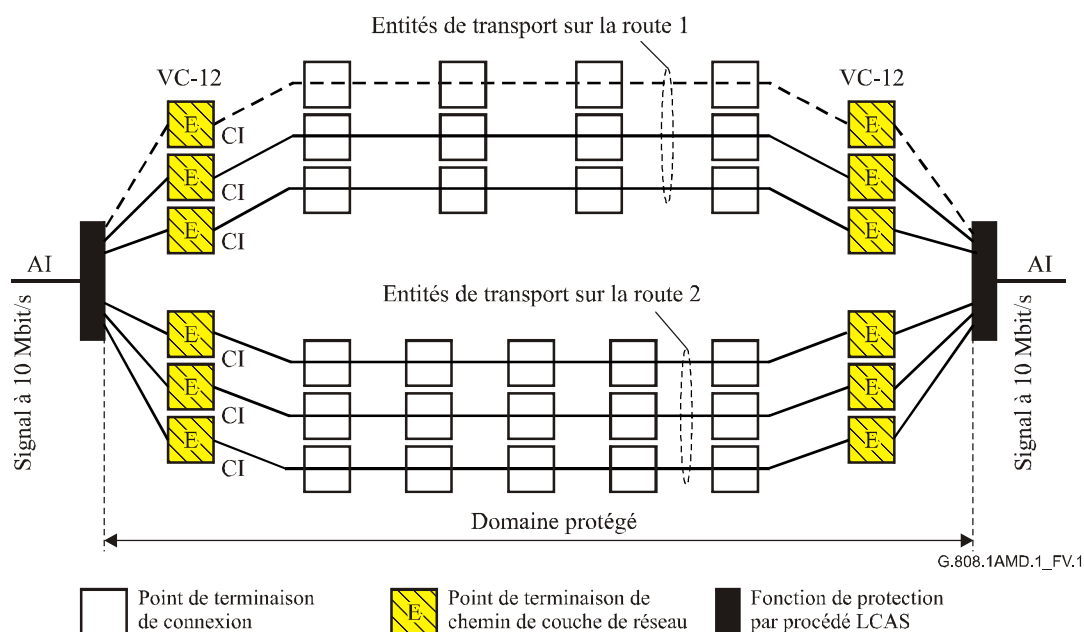 Entités de transport sur la route 1
VC-12
VC-12
E
CI
E
CI
E
CI
E
E
E
AI
AI
Signal à 10 Mbit/s
Signal à 10 Mbit/s
Entités de transport sur la route 2
E
CI
E
CI
E
CI
E
E
E
Domaine protégé
G.808.1AMD.1_FV.1
Point de terminaison
de connexion
E
Point de terminaison de
chemin de couche de réseau
Fonction de protection
par procédé LCAS